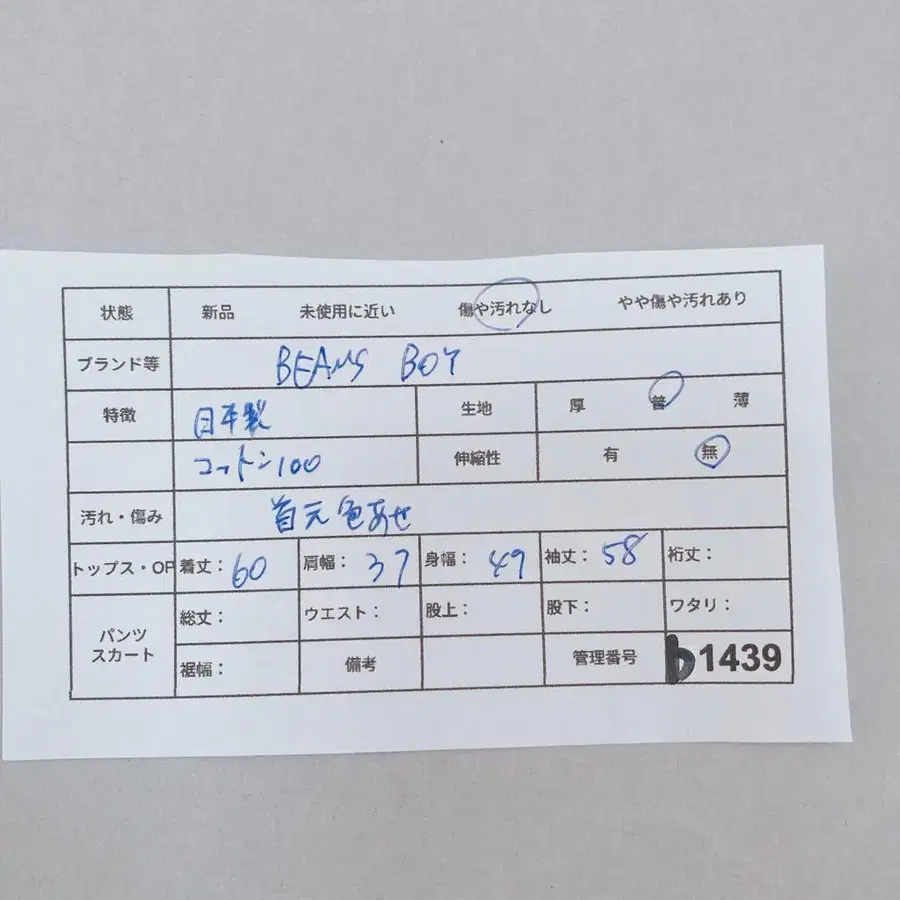 状態 新品 未使用に近い 傷や汚れなし やや傷や汚れあり
ブランド等 BEAMS BOY
特徴 日本製 生地 厚 普 薄
コットン100 伸縮性 有 無
汚れ・傷み 首元色あせ
トップス・OP 着丈：60 肩幅：37 身幅：49 袖丈：58 裄丈：
パンツ スカート 総丈： ウエスト： 股上： 股下： ワタリ：
裾幅： 備考 管理番号 b1439